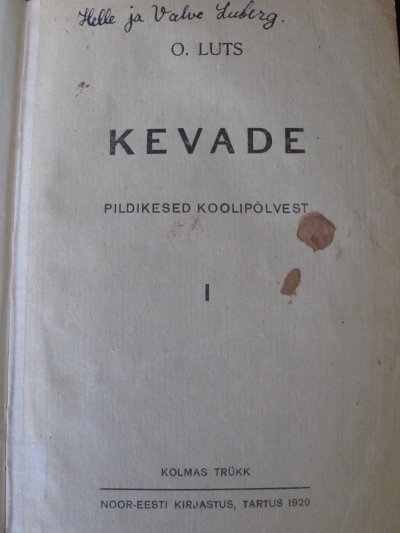 Helle ja Valve Luberg.
O. LUTS
KEVADE
PILDIKESED KOOLIPÕLVEST
I
KOLMAS TRÜKK
NOOR-EESTI KIRJASTUS, TARTUS 1920